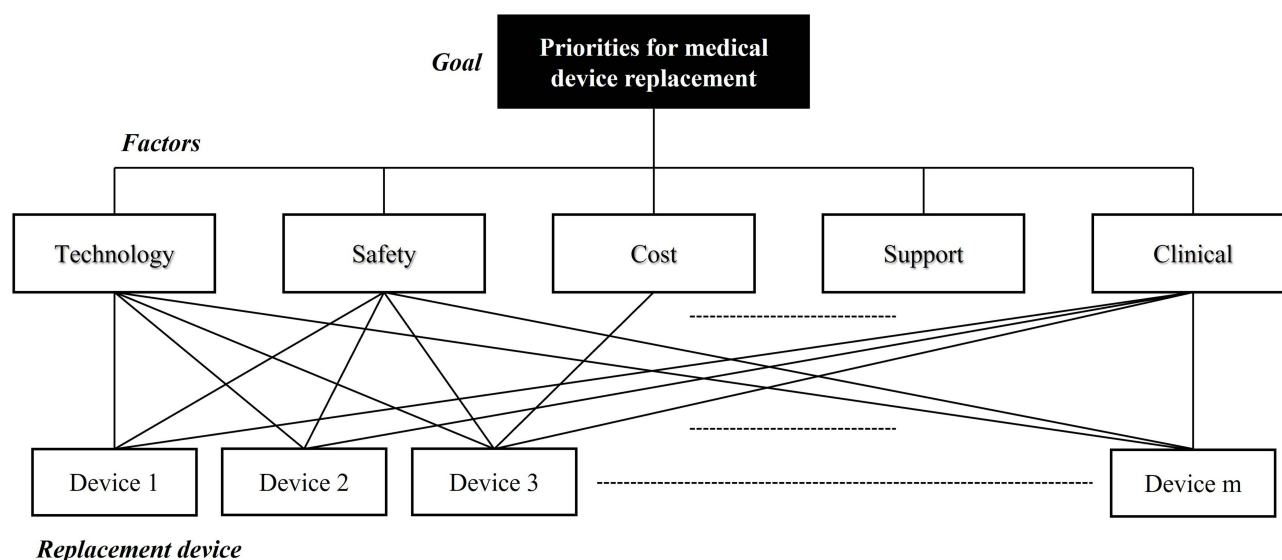 Goal
Priorities for medical
device replacement
Factors
Technology
Safety
Cost
Support
Clinical
Device 1
Device 2
Device 3
Device m
Replacement device